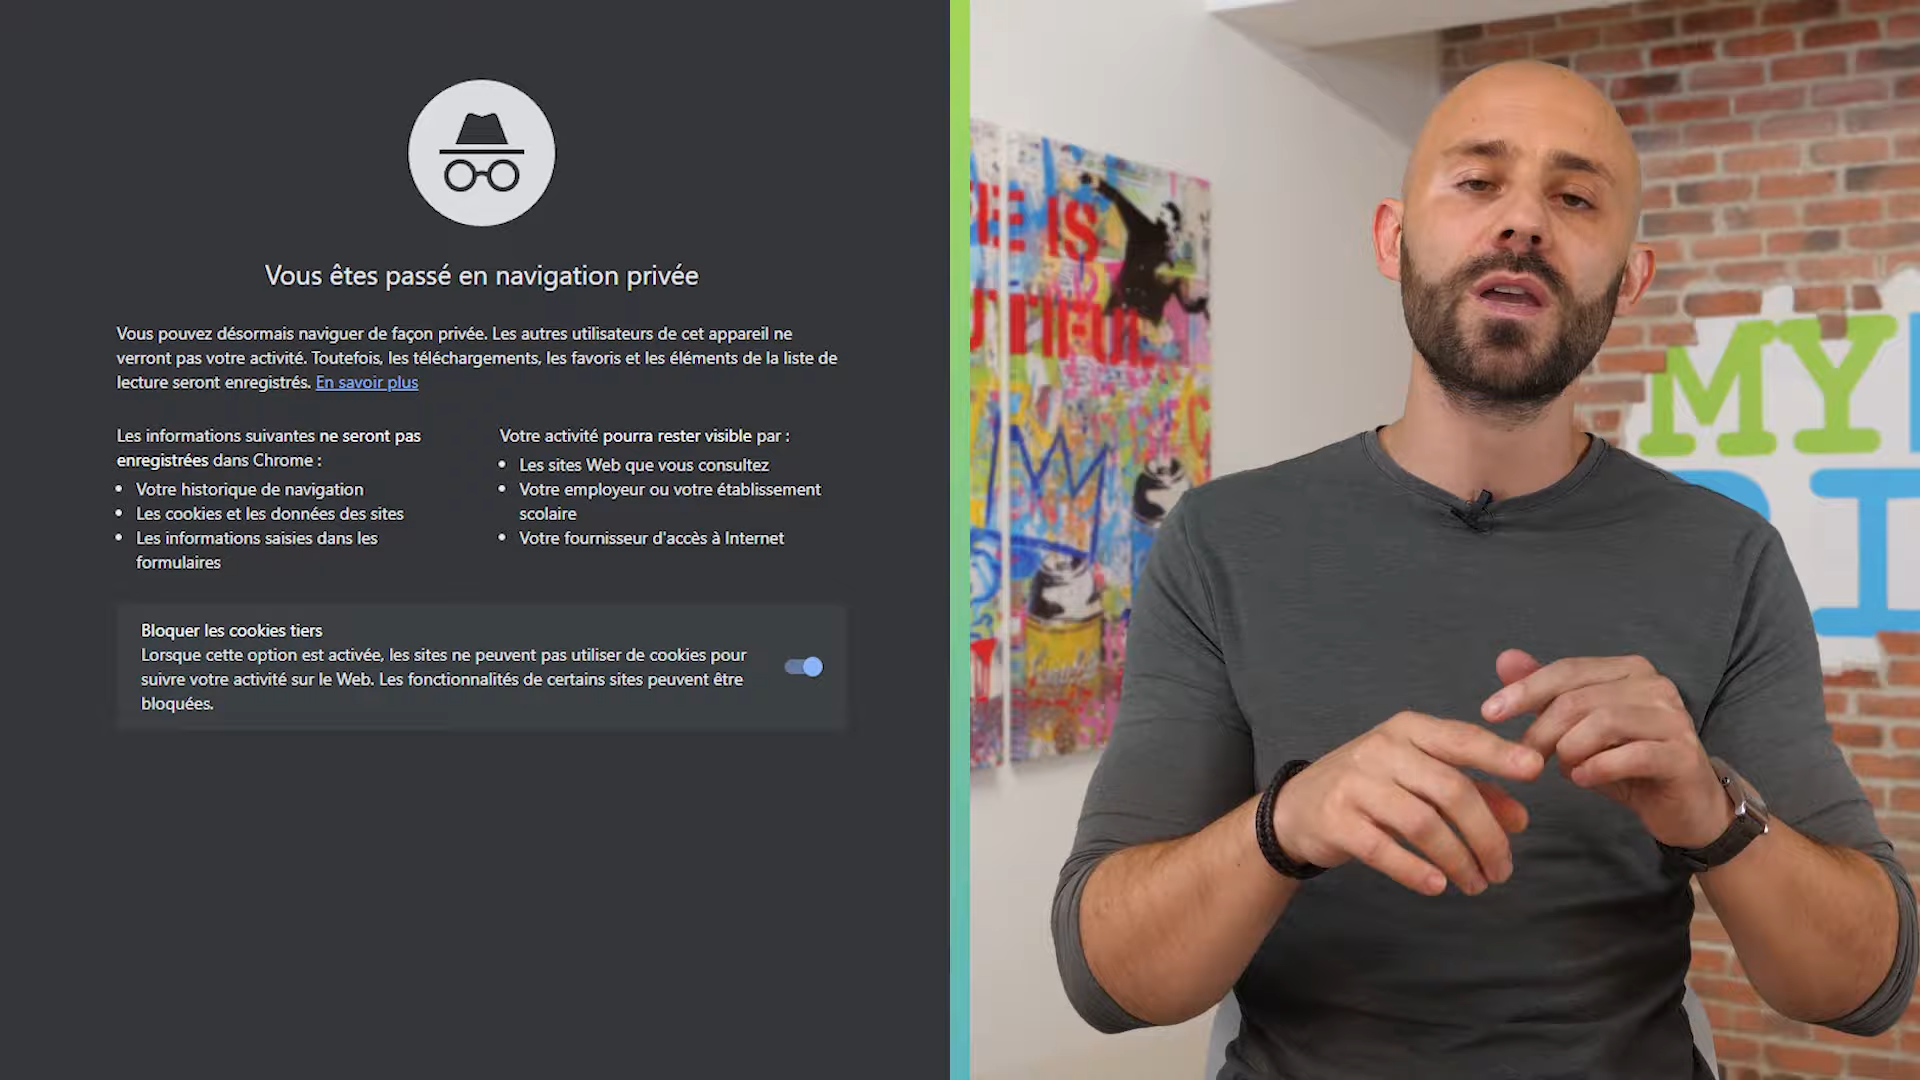 Vous êtes passé en navigation privée
Vous pouvez désormais naviguer de façon privée. Les autres utilisateurs de cet appareil ne
verront pas votre activité. Toutefois, les téléchargements, les favoris et les éléments de la liste de
lecture seront enregistrés. En savoir plus
Les informations suivantes ne seront pas
enregistrées dans Chrome :
• Votre historique de navigation
• Les cookies et les données des sites
• Les informations saisies dans les
formulaires
Votre activité pourra rester visible par :
• Les sites Web que vous consultez
• Votre employeur ou votre établissement
scolaire
• Votre fournisseur d'accès à Internet
Bloquer les cookies tiers
Lorsque cette option est activée, les sites ne peuvent pas utiliser de cookies pour
suivre votre activité sur le Web. Les fonctionnalités de certains sites peuvent être
bloquées.
IS
MY